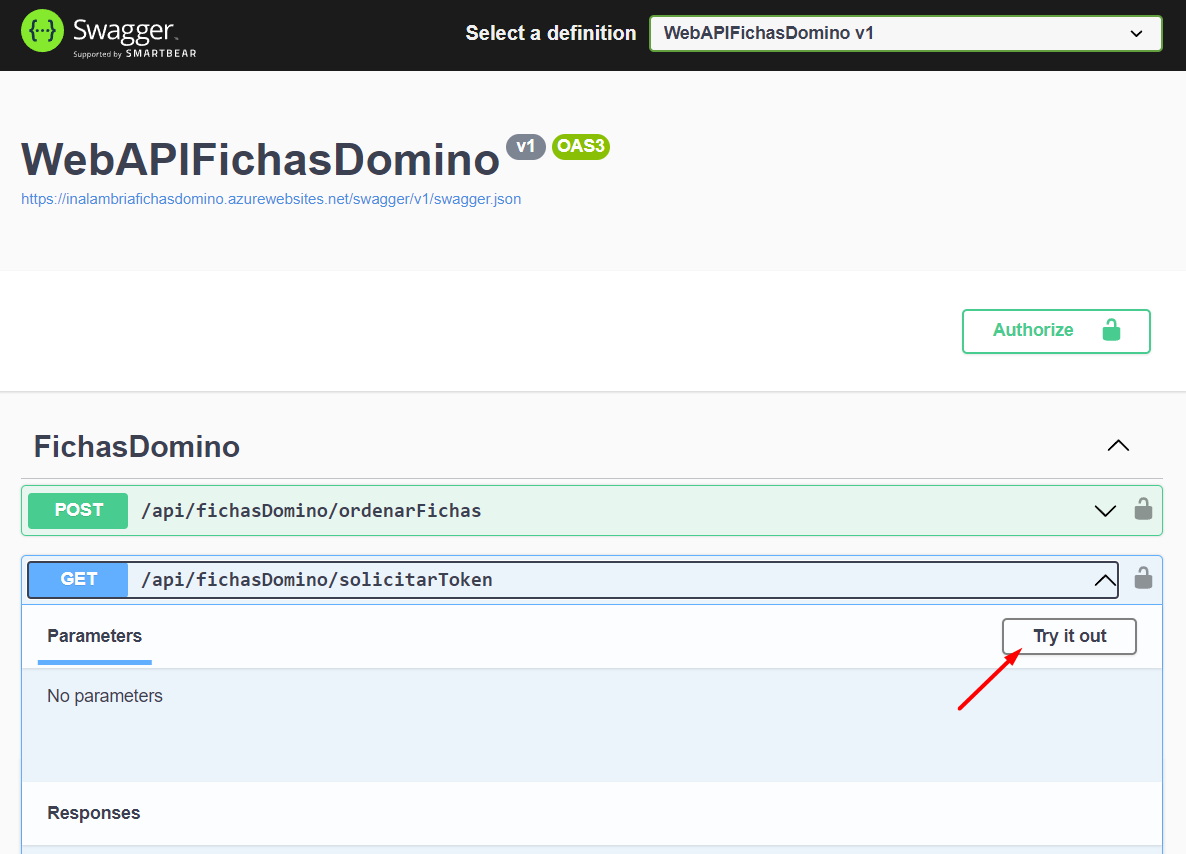 Swagger
Supported by SMARTBEAR
Select a definition
WebAPIFichasDomino v1
WebAPIFichasDomino v1 OAS3
https://inalambriafichasdomino.azurewebsites.net/swagger/v1/swagger.json
Authorize
FichasDomino
POST /api/fichasDomino/ordenarFichas
GET /api/fichasDomino/solicitarToken
Parameters
Try it out
No parameters
Responses